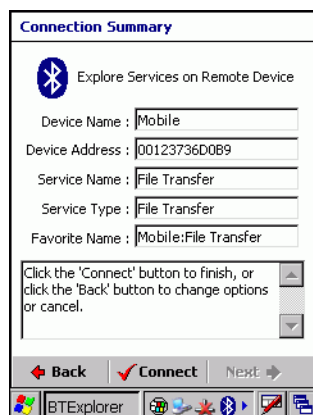 Connection Summary
Explore Services on Remote Device
Device Name : Mobile
Device Address : 00123736D0B9
Service Name : File Transfer
Service Type : File Transfer
Favorite Name : Mobile:File Transfer
Click the 'Connect' button to finish, or
click the 'Back' button to change options
or cancel.
Back Connect Next
BTExplorer